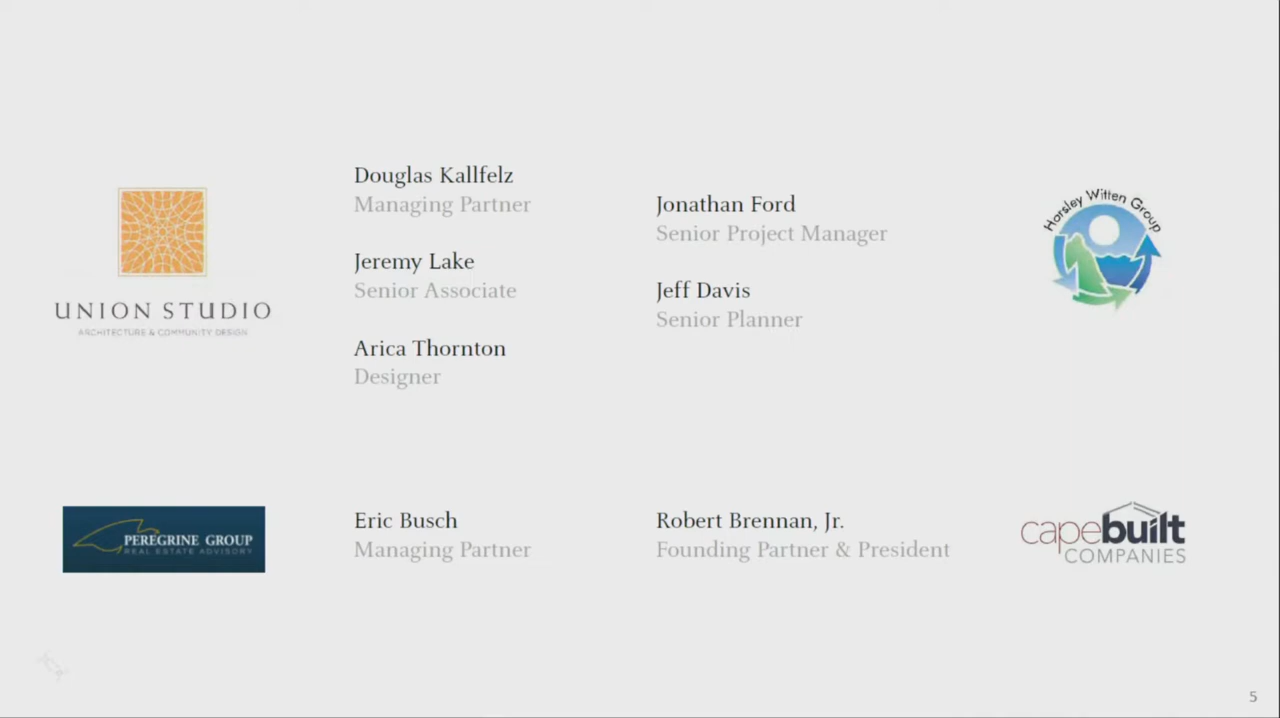 UNION STUDIO
ARCHITECTURE & COMMUNITY DESIGN
Douglas Kallfelz
Managing Partner
Jeremy Lake
Senior Associate
Arica Thornton
Designer
Jonathan Ford
Senior Project Manager
Jeff Davis
Senior Planner
Horsley Witten Group
PEREGRINE GROUP
REAL ESTATE ADVISORY
Eric Busch
Managing Partner
Robert Brennan, Jr.
Founding Partner & President
capebuilt
COMPANIES
5